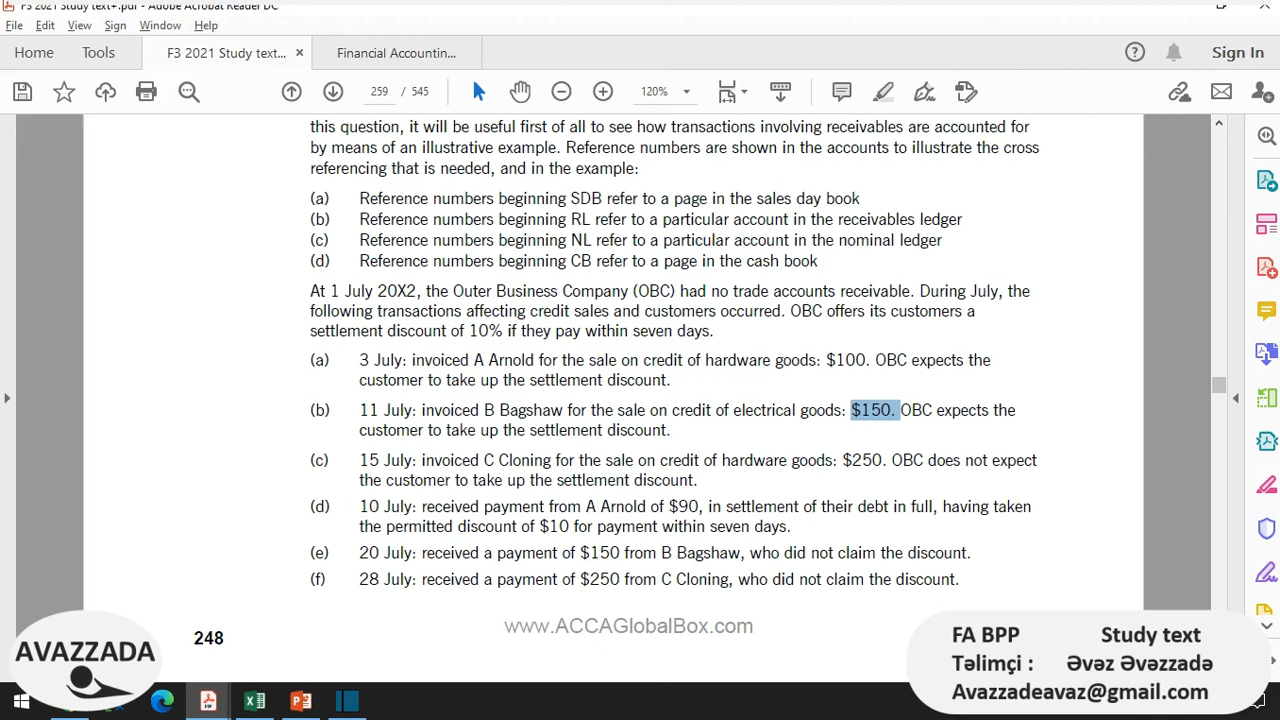 F3 2021 Study text+.pdf - Adobe Acrobat Reader DC
File Edit View Sign Window Help
Home Tools F3 2021 Study text... × Financial Accountin... Sign In
259 / 545 120%
this question, it will be useful first of all to see how transactions involving receivables are accounted for
by means of an illustrative example. Reference numbers are shown in the accounts to illustrate the cross
referencing that is needed, and in the example:
(a) Reference numbers beginning SDB refer to a page in the sales day book
(b) Reference numbers beginning RL refer to a particular account in the receivables ledger
(c) Reference numbers beginning NL refer to a particular account in the nominal ledger
(d) Reference numbers beginning CB refer to a page in the cash book
At 1 July 20X2, the Outer Business Company (OBC) had no trade accounts receivable. During July, the
following transactions affecting credit sales and customers occurred. OBC offers its customers a
settlement discount of 10% if they pay within seven days.
(a) 3 July: invoiced A Arnold for the sale on credit of hardware goods: $100. OBC expects the
customer to take up the settlement discount.
(b) 11 July: invoiced B Bagshaw for the sale on credit of electrical goods: $150. OBC expects the
customer to take up the settlement discount.
(c) 15 July: invoiced C Cloning for the sale on credit of hardware goods: $250. OBC does not expect
the customer to take up the settlement discount.
(d) 10 July: received payment from A Arnold of $90, in settlement of their debt in full, having taken
the permitted discount of $10 for payment within seven days.
(e) 20 July: received a payment of $150 from B Bagshaw, who did not claim the discount.
(f) 28 July: received a payment of $250 from C Cloning, who did not claim the discount.
www.ACCAGlobalBox.com
248
AVAZZADA
FA BPP Study text
Təlimçi : Əvəz Əvəzzadə
Avazzadeavaz@gmail.com